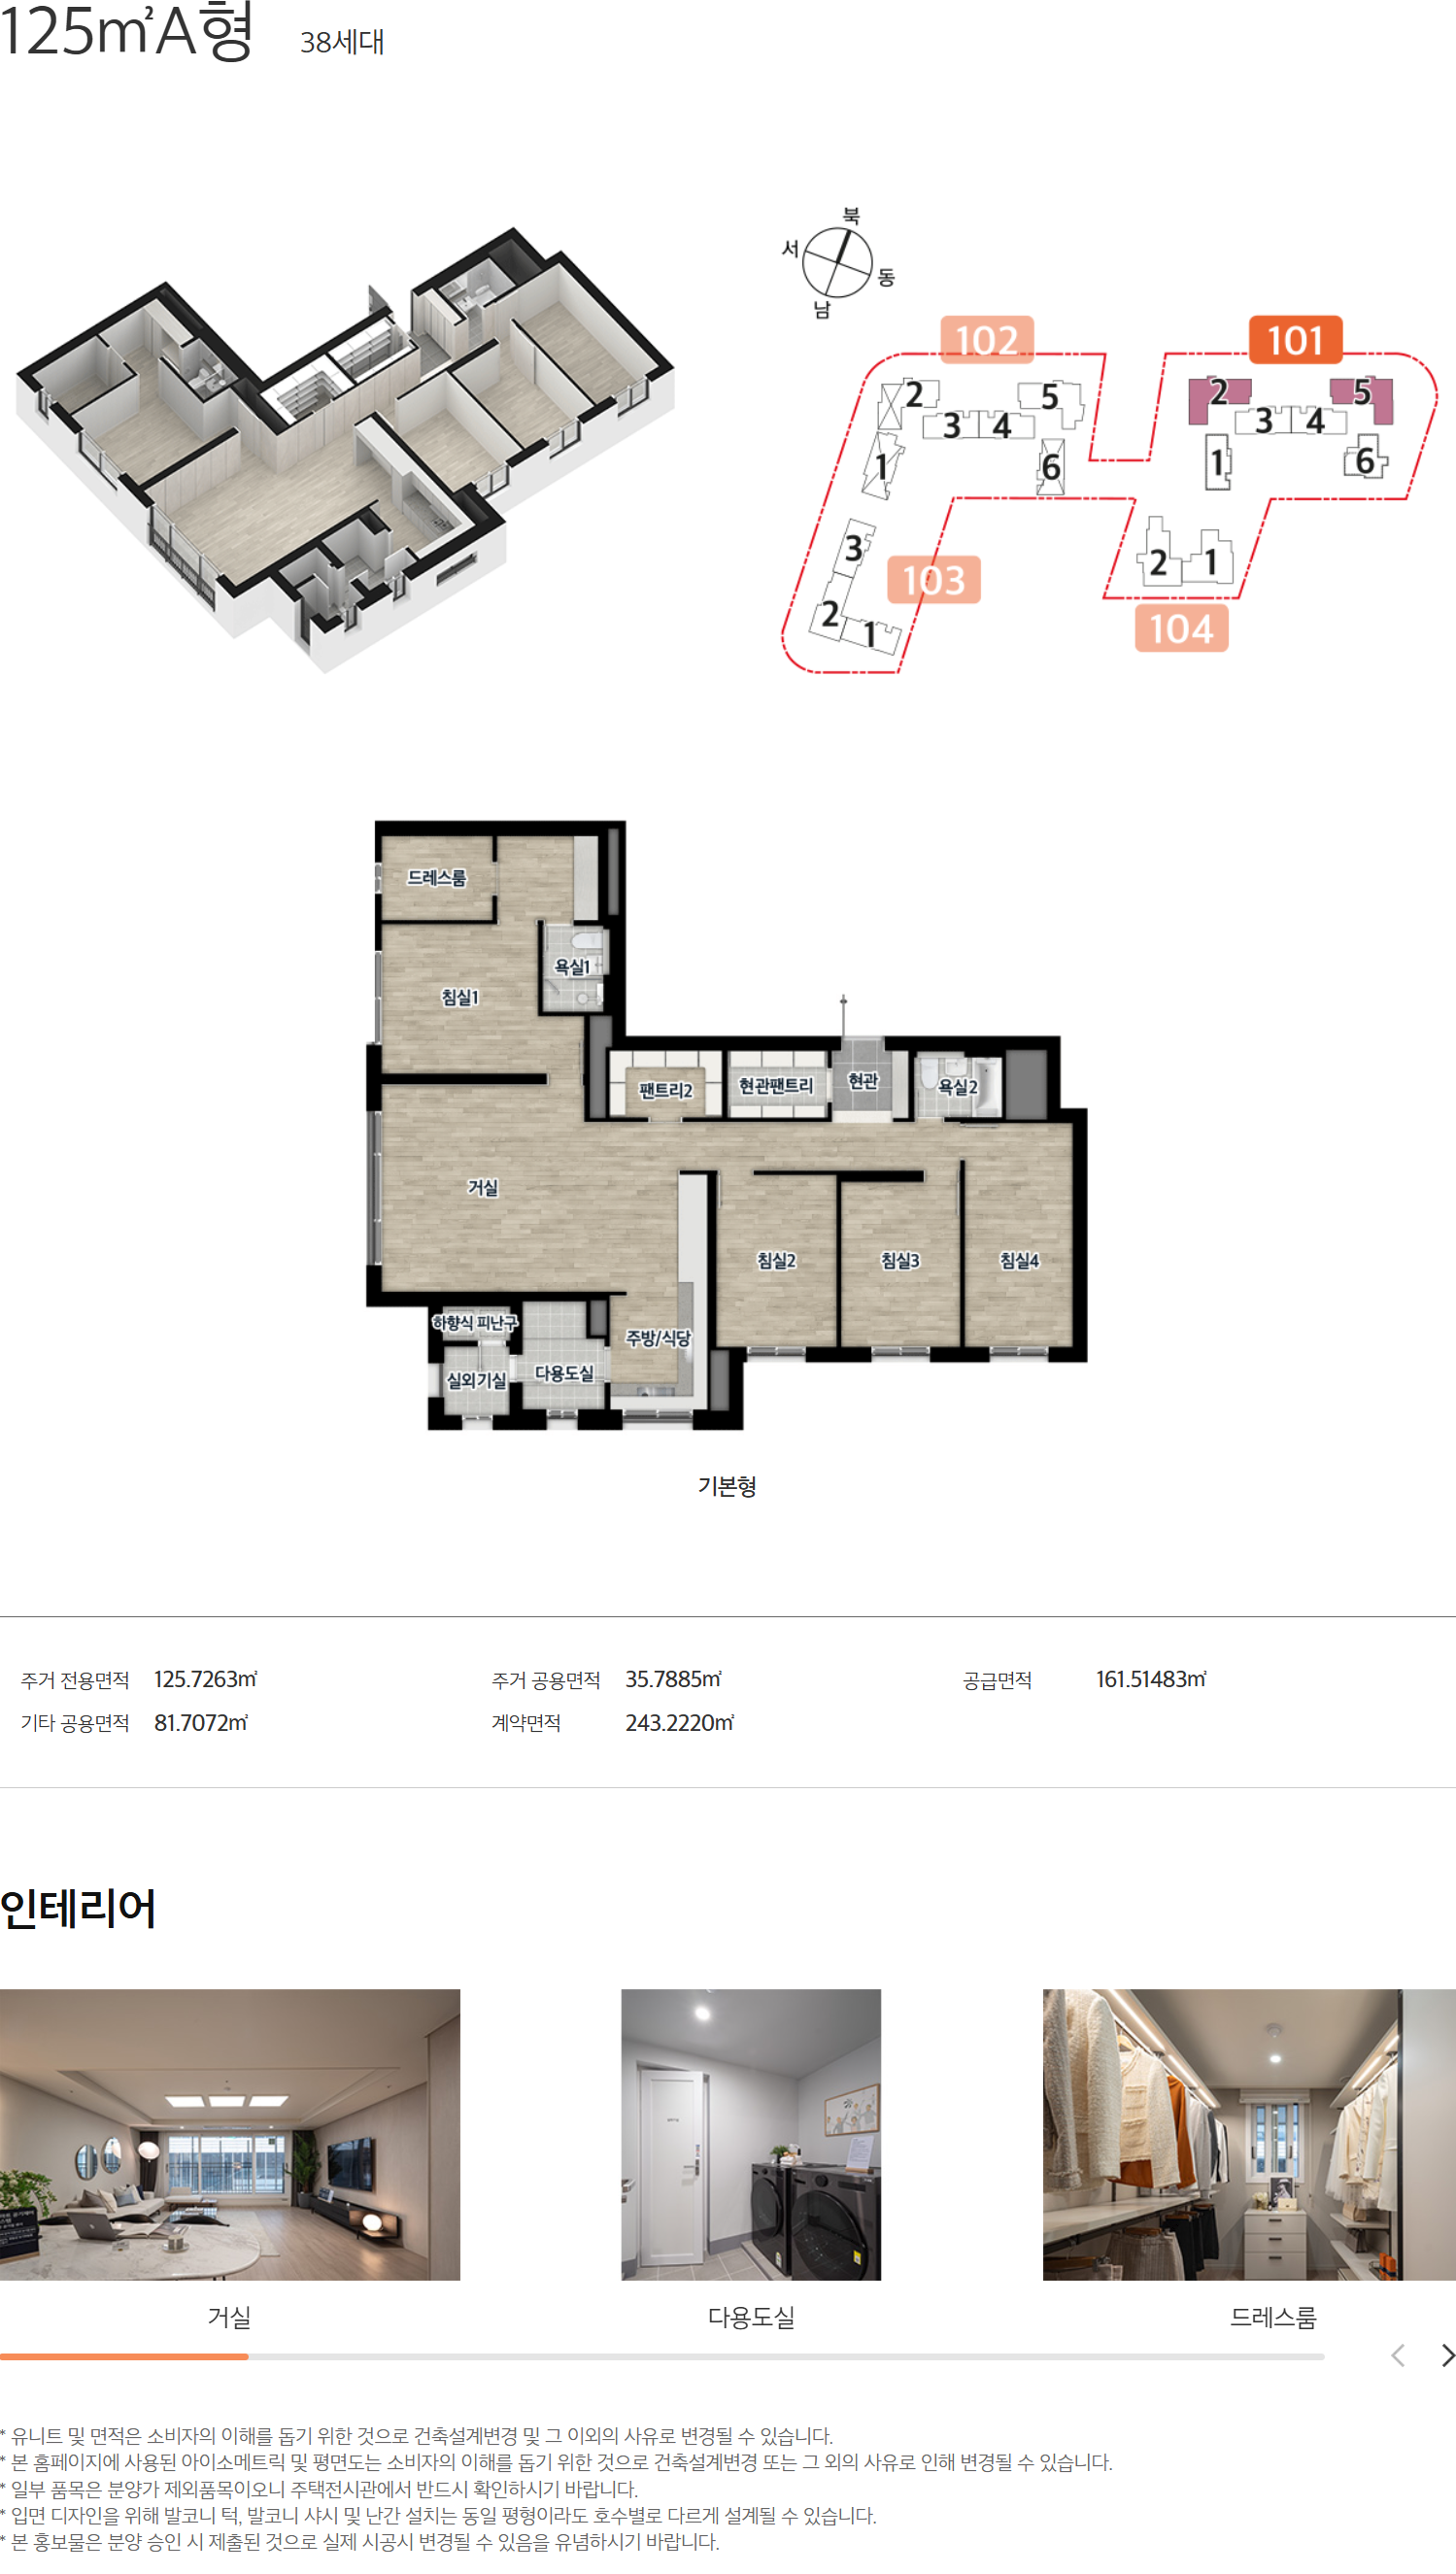 125㎡A형 38세대
북
서
동
남
102
101
2
5
3
4
1
6
2
5
3
4
1
6
3
103
2
1
2
1
104
드레스룸
욕실1
침실1
팬트리2
현관팬트리
현관
욕실2
거실
침실2
침실3
침실4
하향식 피난구
주방/식당
실외기실
다용도실
기본형
주거 전용면적 125.7263㎡
주거 공용면적 35.7885㎡
공급면적 161.51483㎡
기타 공용면적 81.7072㎡
계약면적 243.2220㎡
인테리어
거실
다용도실
드레스룸
* 유니트 및 면적은 소비자의 이해를 돕기 위한 것으로 건축설계변경 및 그 이외의 사유로 변경될 수 있습니다.
* 본 홈페이지에 사용된 아이소메트릭 및 평면도는 소비자의 이해를 돕기 위한 것으로 건축설계변경 또는 그 외의 사유로 인해 변경될 수 있습니다.
* 일부 품목은 분양가 제외품목이오니 주택전시관에서 반드시 확인하시기 바랍니다.
* 입면 디자인을 위해 발코니 턱, 발코니 샤시 및 난간 설치는 동일 평형이라도 호수별로 다르게 설계될 수 있습니다.
* 본 홍보물은 분양 승인 시 제출된 것으로 실제 시공시 변경될 수 있음을 유념하시기 바랍니다.